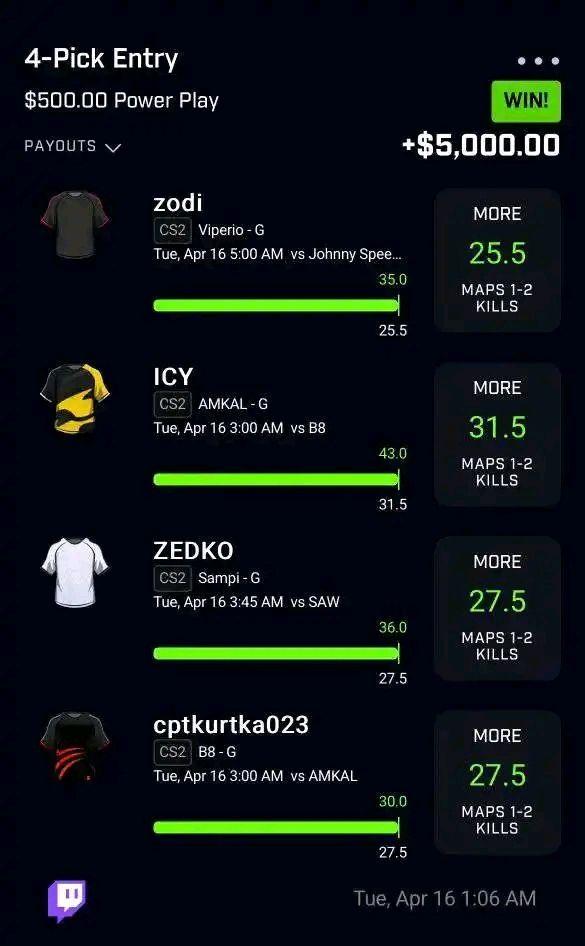 4-Pick Entry
$500.00 Power Play
WIN!
PAYOUTS
+$5,000.00
zodi
CS2 Viperio - G
Tue, Apr 16 5:00 AM vs Johnny Spee...
35.0
25.5
MORE
25.5
MAPS 1-2
KILLS
ICY
CS2 AMKAL - G
Tue, Apr 16 3:00 AM vs B8
43.0
31.5
MORE
31.5
MAPS 1-2
KILLS
ZEDKO
CS2 Sampi - G
Tue, Apr 16 3:45 AM vs SAW
36.0
27.5
MORE
27.5
MAPS 1-2
KILLS
cptkurtka023
CS2 B8 - G
Tue, Apr 16 3:00 AM vs AMKAL
30.0
27.5
MORE
27.5
MAPS 1-2
KILLS
Tue, Apr 16 1:06 AM